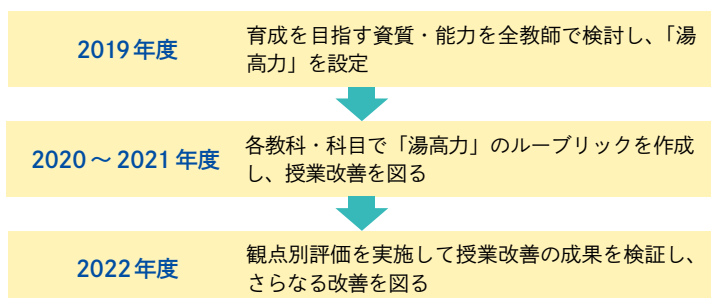 2019年度
育成を目指す資質・能力を全教師で検討し、「湯
高力」を設定
2020～2021年度
各教科・科目で「湯高力」のルーブリックを作成
し、授業改善を図る
2022年度
観点別評価を実施して授業改善の成果を検証し、
さらなる改善を図る